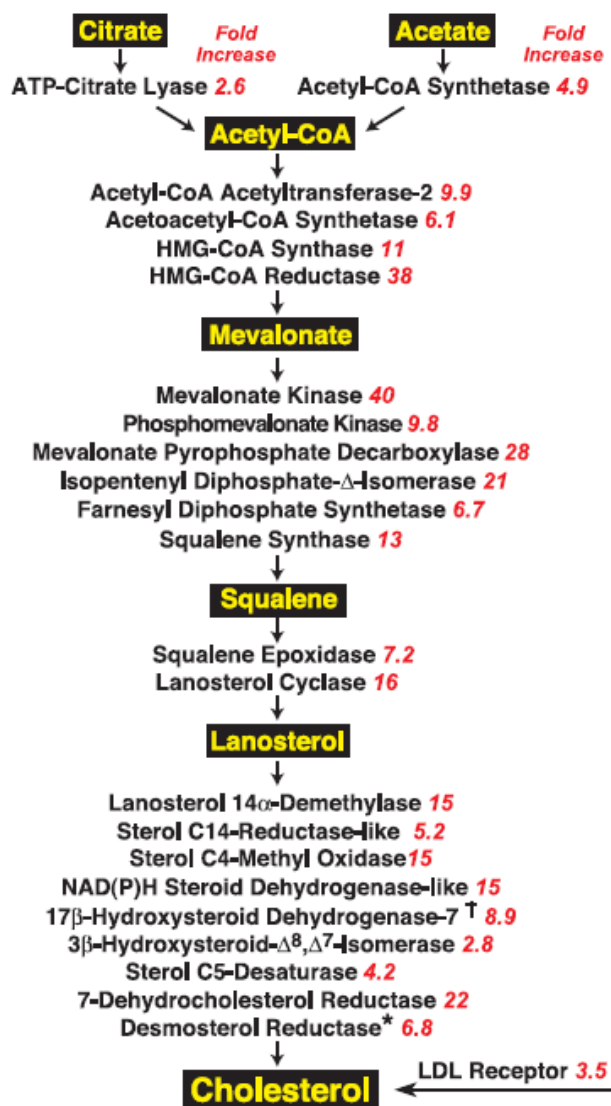 Citrate
Fold
Increase
Acetate
Fold
Increase
ATP-Citrate Lyase 2.6
Acetyl-CoA Synthetase 4.9
Acetyl-CoA
Acetyl-CoA Acetyltransferase-2 9.9
Acetoacetyl-CoA Synthetase 6.1
HMG-CoA Synthase 11
HMG-CoA Reductase 38
Mevalonate
Mevalonate Kinase 40
Phosphomevalonate Kinase 9.8
Mevalonate Pyrophosphate Decarboxylase 28
Isopentenyl Diphosphate-Δ-Isomerase 21
Farnesyl Diphosphate Synthetase 6.7
Squalene Synthase 13
Squalene
Squalene Epoxidase 7.2
Lanosterol Cyclase 16
Lanosterol
Lanosterol 14α-Demethylase 15
Sterol C14-Reductase-like 5.2
Sterol C4-Methyl Oxidase 15
NAD(P)H Steroid Dehydrogenase-like 15
17β-Hydroxysteroid Dehydrogenase-7 † 8.9
3β-Hydroxysteroid-Δ⁸,Δ⁷-Isomerase 2.8
Sterol C5-Desaturase 4.2
7-Dehydrocholesterol Reductase 22
Desmosterol Reductase* 6.8
LDL Receptor 3.5
Cholesterol